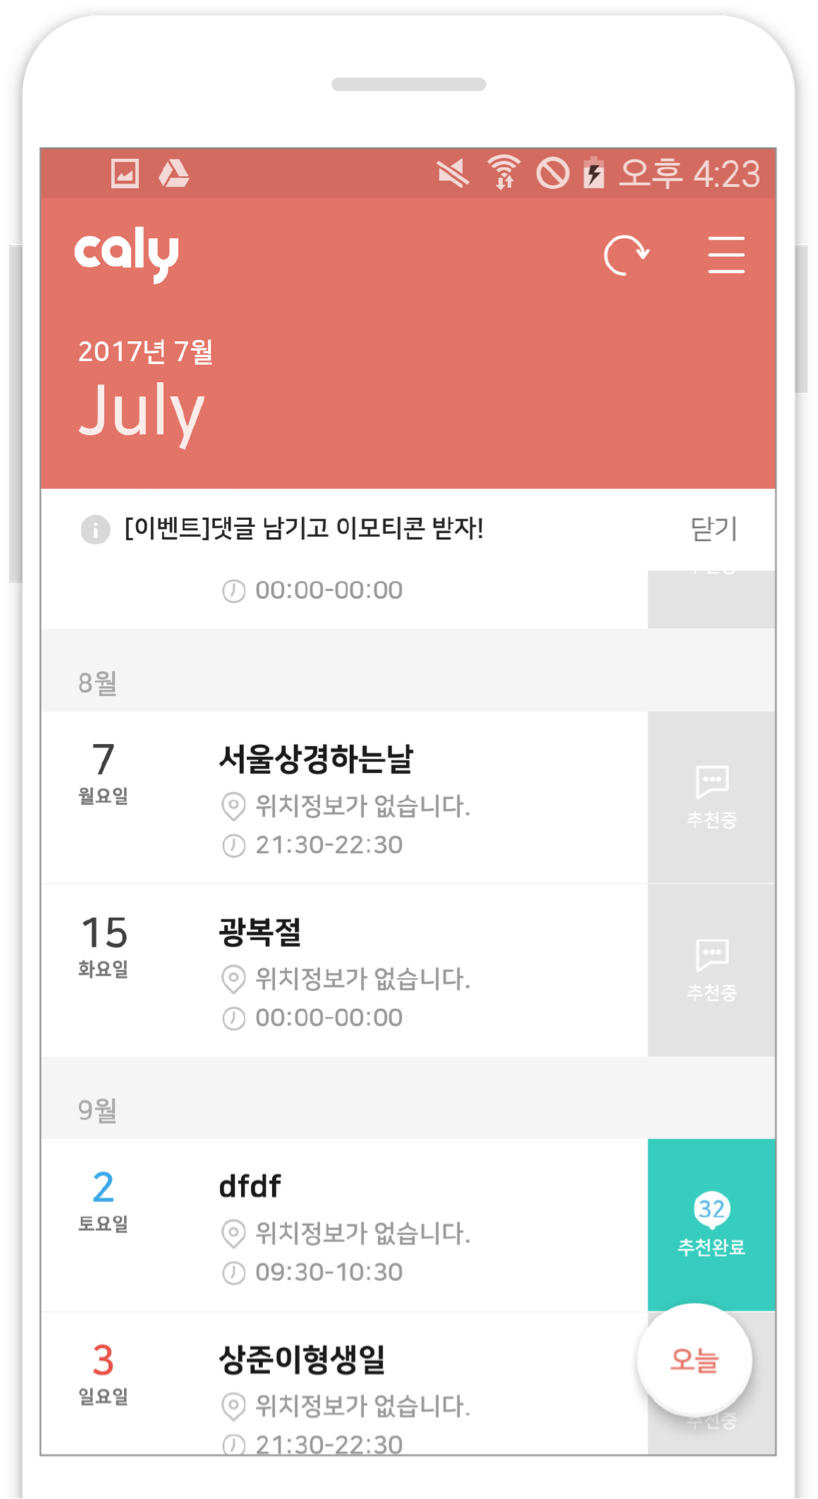 오후 4:23
caly
2017년 7월
July
[이벤트]댓글 남기고 이모티콘 받자!
닫기
00:00-00:00
8월
7
월요일
서울상경하는날
위치정보가 없습니다.
21:30-22:30
추천중
15
화요일
광복절
위치정보가 없습니다.
00:00-00:00
추천중
9월
2
토요일
dfdf
위치정보가 없습니다.
09:30-10:30
32
추천완료
3
일요일
상준이형생일
위치정보가 없습니다.
21:30-22:30
오늘
추천중